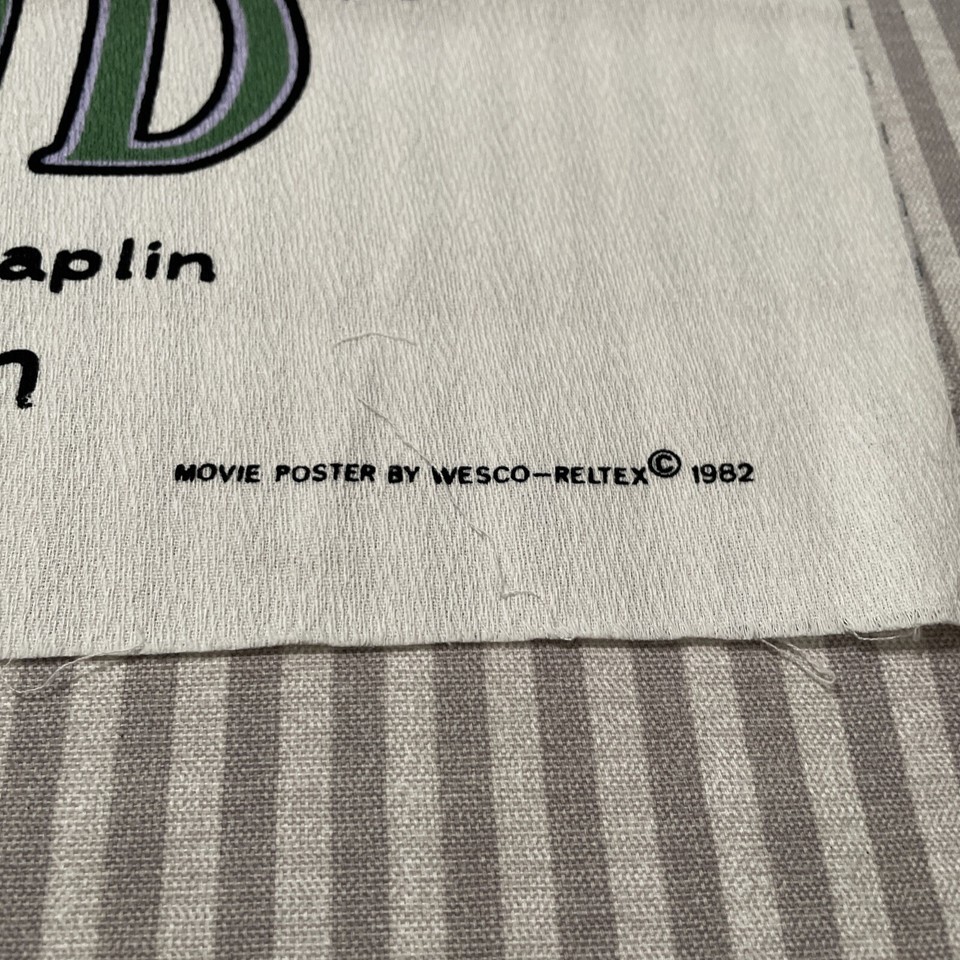 D
aplin
n
MOVIE POSTER BY WESCO-RELTEX© 1982